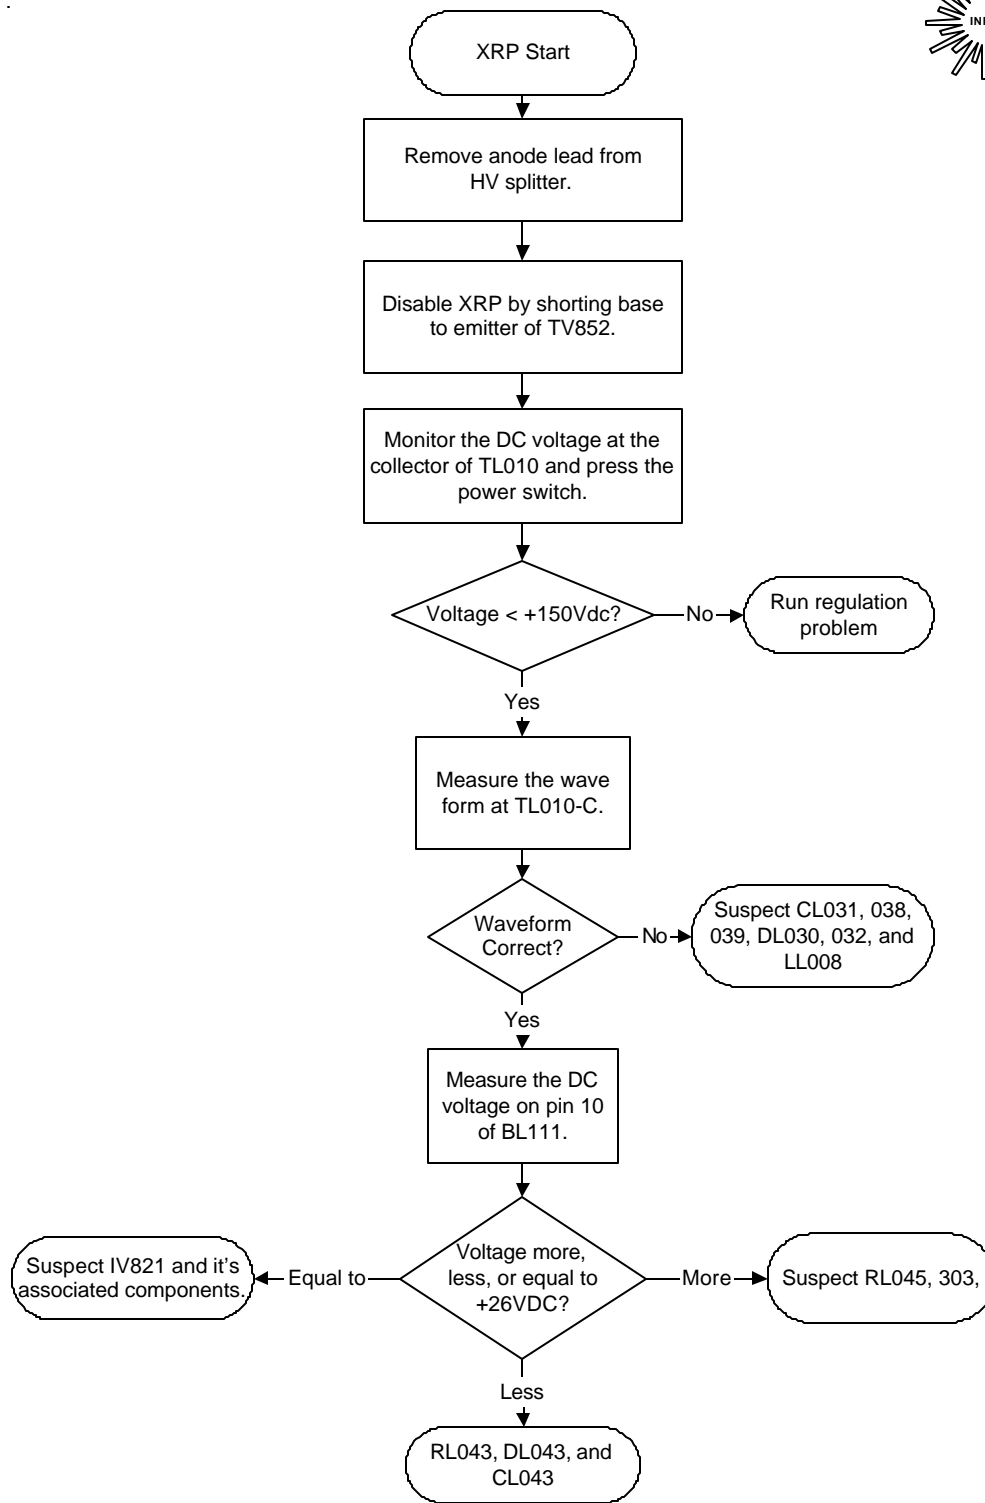 XRP Start
Remove anode lead from
HV splitter.
Disable XRP by shorting base
to emitter of TV852.
Monitor the DC voltage at the
collector of TL010 and press the
power switch.
Voltage < +150Vdc?
No
Run regulation
problem
Yes
Measure the wave
form at TL010-C.
Waveform
Correct?
No
Suspect CL031, 038,
039, DL030, 032, and
LL008
Yes
Measure the DC
voltage on pin 10
of BL111.
Voltage more,
less, or equal to
+26VDC?
Equal to
Suspect IV821 and it's
associated components.
More
Suspect RL045, 303,
Less
RL043, DL043, and
CL043